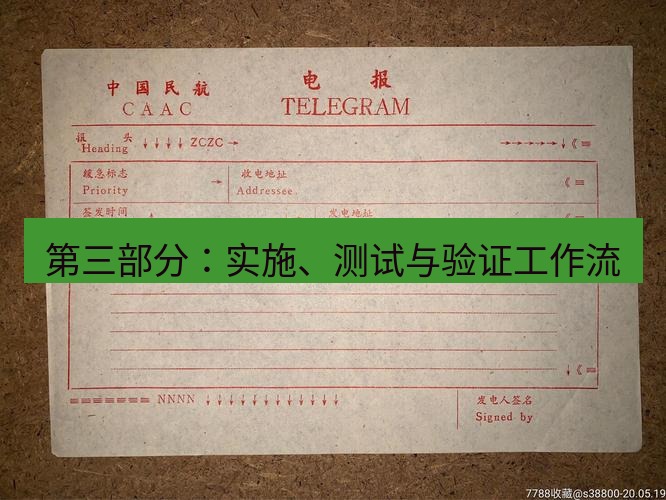 中国民航 电报
CAAC TELEGRAM
报头 ↓↓↓↓ ZCZC → →→→→→↓《≡
Heading
缓急标志 → 收电地址
Priority Addressee 《≡
签发时间 发电地址
第三部分：实施、测试与验证工作流
↓《≡
≡≡≡≡≡≡≡≡ NNNN ↓↓↓↓↓↓↓↓↓↓↓↓ 发电人签名
Signed by
7788收藏@s38800-20.05.19